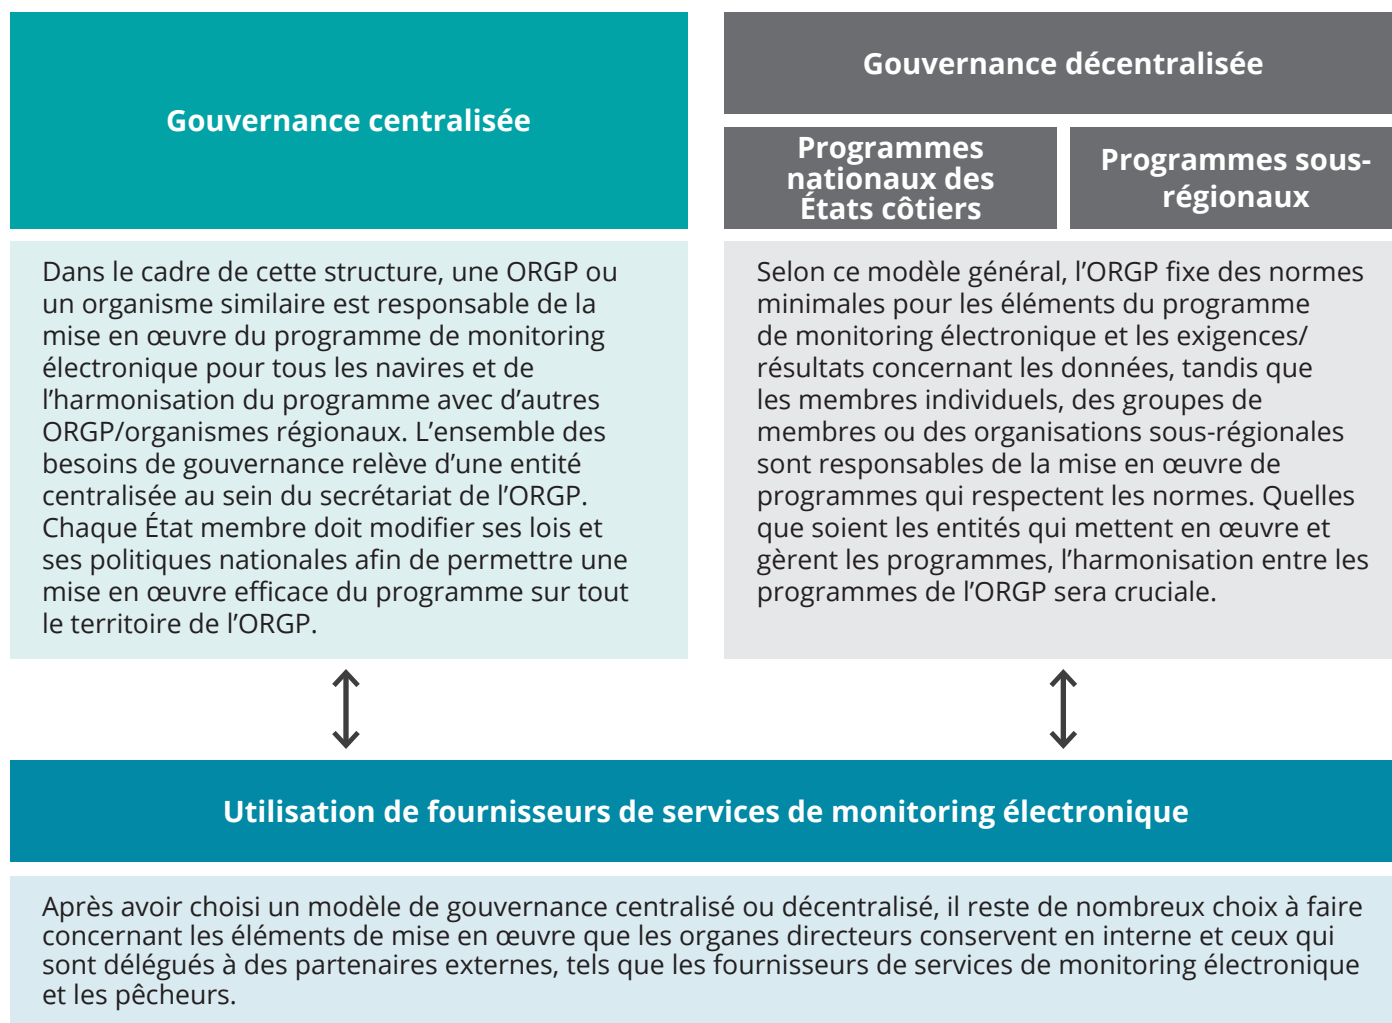 Gouvernance centralisée
Dans le cadre de cette structure, une ORGP ou
un organisme similaire est responsable de la
mise en œuvre du programme de monitoring
électronique pour tous les navires et de
l’harmonisation du programme avec d’autres
ORGP/organismes régionaux. L’ensemble des
besoins de gouvernance relève d’une entité
centralisée au sein du secrétariat de l’ORGP.
Chaque État membre doit modifier ses lois et
ses politiques nationales afin de permettre une
mise en œuvre efficace du programme sur tout
le territoire de l’ORGP.
Gouvernance décentralisée
Programmes
nationaux des
États côtiers
Programmes sous-
régionaux
Selon ce modèle général, l’ORGP fixe des normes
minimales pour les éléments du programme
de monitoring électronique et les exigences/
résultats concernant les données, tandis que
les membres individuels, des groupes de
membres ou des organisations sous-régionales
sont responsables de la mise en œuvre de
programmes qui respectent les normes. Quelles
que soient les entités qui mettent en œuvre et
gèrent les programmes, l’harmonisation entre les
programmes de l’ORGP sera cruciale.
Utilisation de fournisseurs de services de monitoring électronique
Après avoir choisi un modèle de gouvernance centralisé ou décentralisé, il reste de nombreux choix à faire
concernant les éléments de mise en œuvre que les organes directeurs conservent en interne et ceux qui
sont délégués à des partenaires externes, tels que les fournisseurs de services de monitoring électronique
et les pêcheurs.